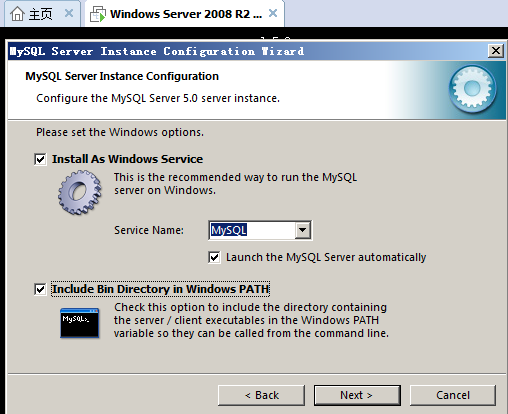 主页
Windows Server 2008 R2 ...
MySQL Server Instance Configuration Wizard
MySQL Server Instance Configuration
Configure the MySQL Server 5.0 server instance.
Please set the Windows options.
Install As Windows Service
This is the recommended way to run the MySQL
server on Windows.
Service Name:
MySQL
Launch the MySQL Server automatically
Include Bin Directory in Windows PATH
MySQL>_
Check this option to include the directory containing
the server / client executables in the Windows PATH
variable so they can be called from the command line.
< Back
Next >
Cancel